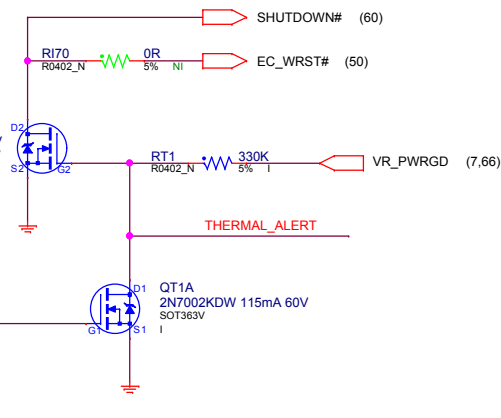 SHUTDOWN# (60)
RI70 0R
R0402_N 5% NI
EC_WRST# (50)
D2
S2 G2
RT1 330K
R0402_N 5% I
VR_PWRGD (7,66)
THERMAL_ALERT
D1 QT1A
2N7002KDW 115mA 60V
SOT363V
G1 S1 I